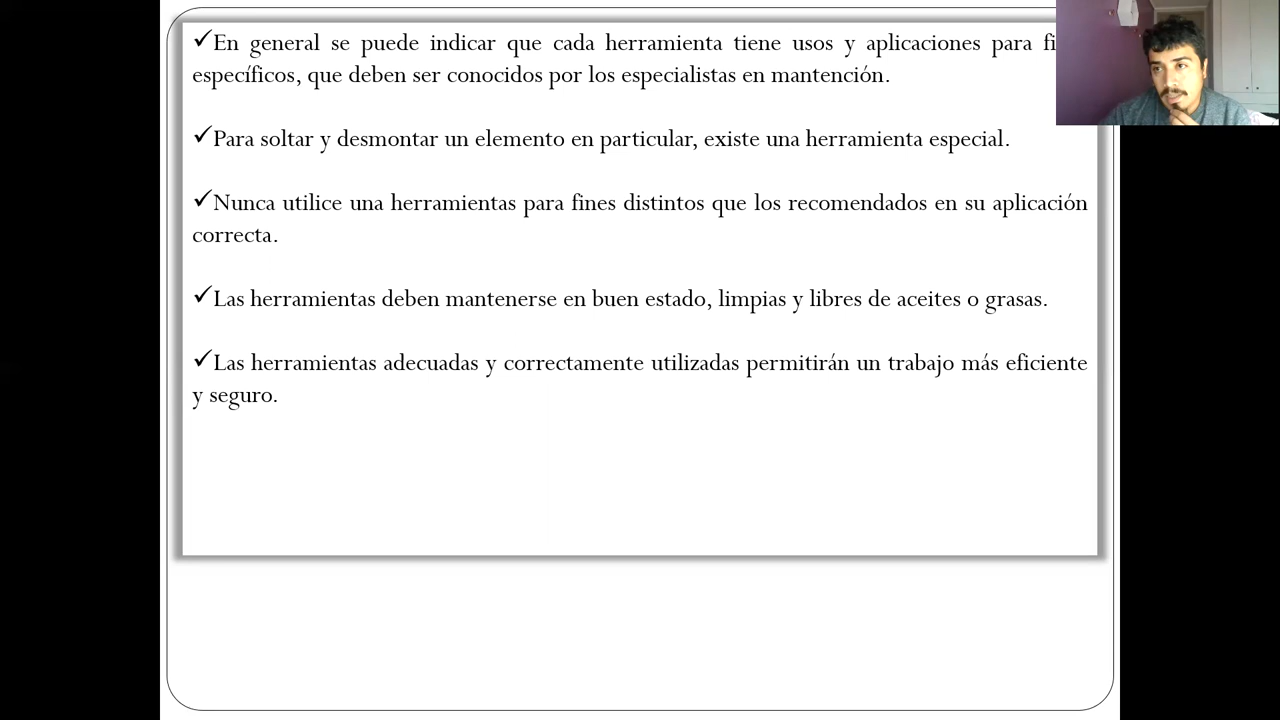 ✓En general se puede indicar que cada herramienta tiene usos y aplicaciones para
específicos, que deben ser conocidos por los especialistas en mantención.
✓Para soltar y desmontar un elemento en particular, existe una herramienta especial.
✓Nunca utilice una herramientas para fines distintos que los recomendados en su aplicación
correcta.
✓Las herramientas deben mantenerse en buen estado, limpias y libres de aceites o grasas.
✓Las herramientas adecuadas y correctamente utilizadas permitirán un trabajo más eficiente
y seguro.